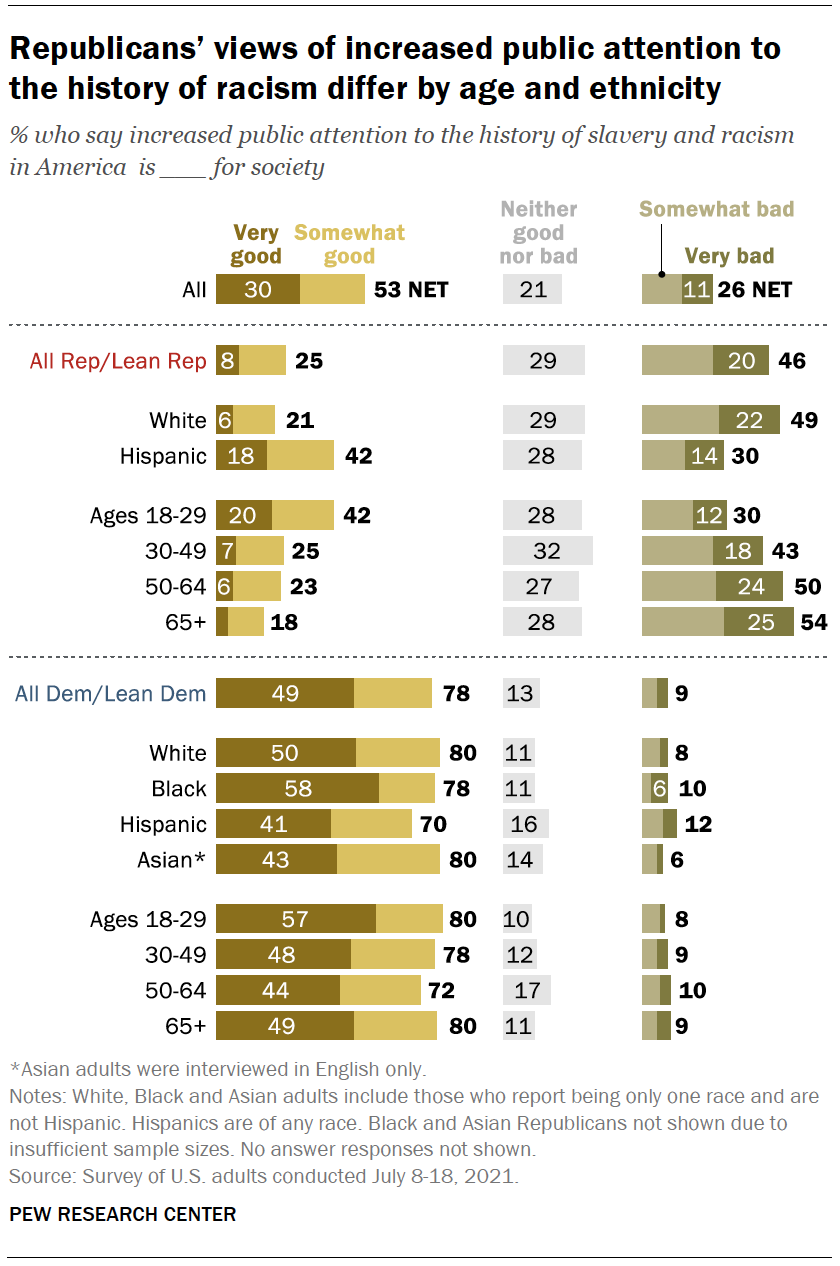 Republicans' views of increased public attention to
the history of racism differ by age and ethnicity
% who say increased public attention to the history of slavery and racism
in America is ___ for society
Very good Somewhat good Neither good nor bad Somewhat bad Very bad
All 30 53 NET 21 11 26 NET
All Rep/Lean Rep 8 25 29 20 46
White 6 21 29 22 49
Hispanic 18 42 28 14 30
Ages 18-29 20 42 28 12 30
30-49 7 25 32 18 43
50-64 6 23 27 24 50
65+ 18 28 25 54
All Dem/Lean Dem 49 78 13 9
White 50 80 11 8
Black 58 78 11 6 10
Hispanic 41 70 16 12
Asian* 43 80 14 6
Ages 18-29 57 80 10 8
30-49 48 78 12 9
50-64 44 72 17 10
65+ 49 80 11 9
*Asian adults were interviewed in English only.
Notes: White, Black and Asian adults include those who report being only one race and are
not Hispanic. Hispanics are of any race. Black and Asian Republicans not shown due to
insufficient sample sizes. No answer responses not shown.
Source: Survey of U.S. adults conducted July 8-18, 2021.
PEW RESEARCH CENTER